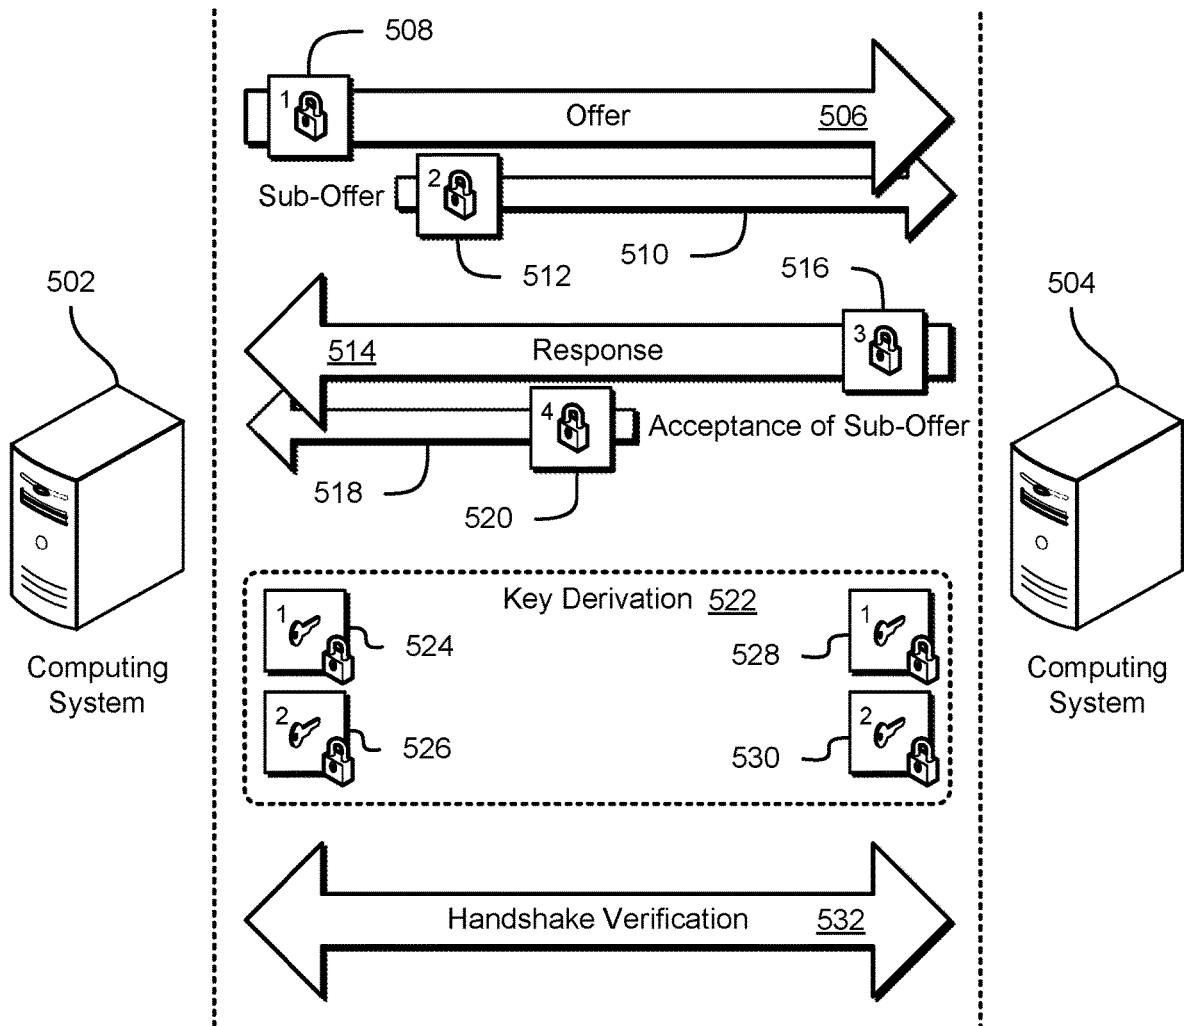 508
1
Offer 506
Sub-Offer
2
512
510
516
502
504
3
514 Response
4
Acceptance of Sub-Offer
518
520
Key Derivation 522
1
524
1
528
2
526
2
530
Computing
System
Computing
System
Handshake Verification 532